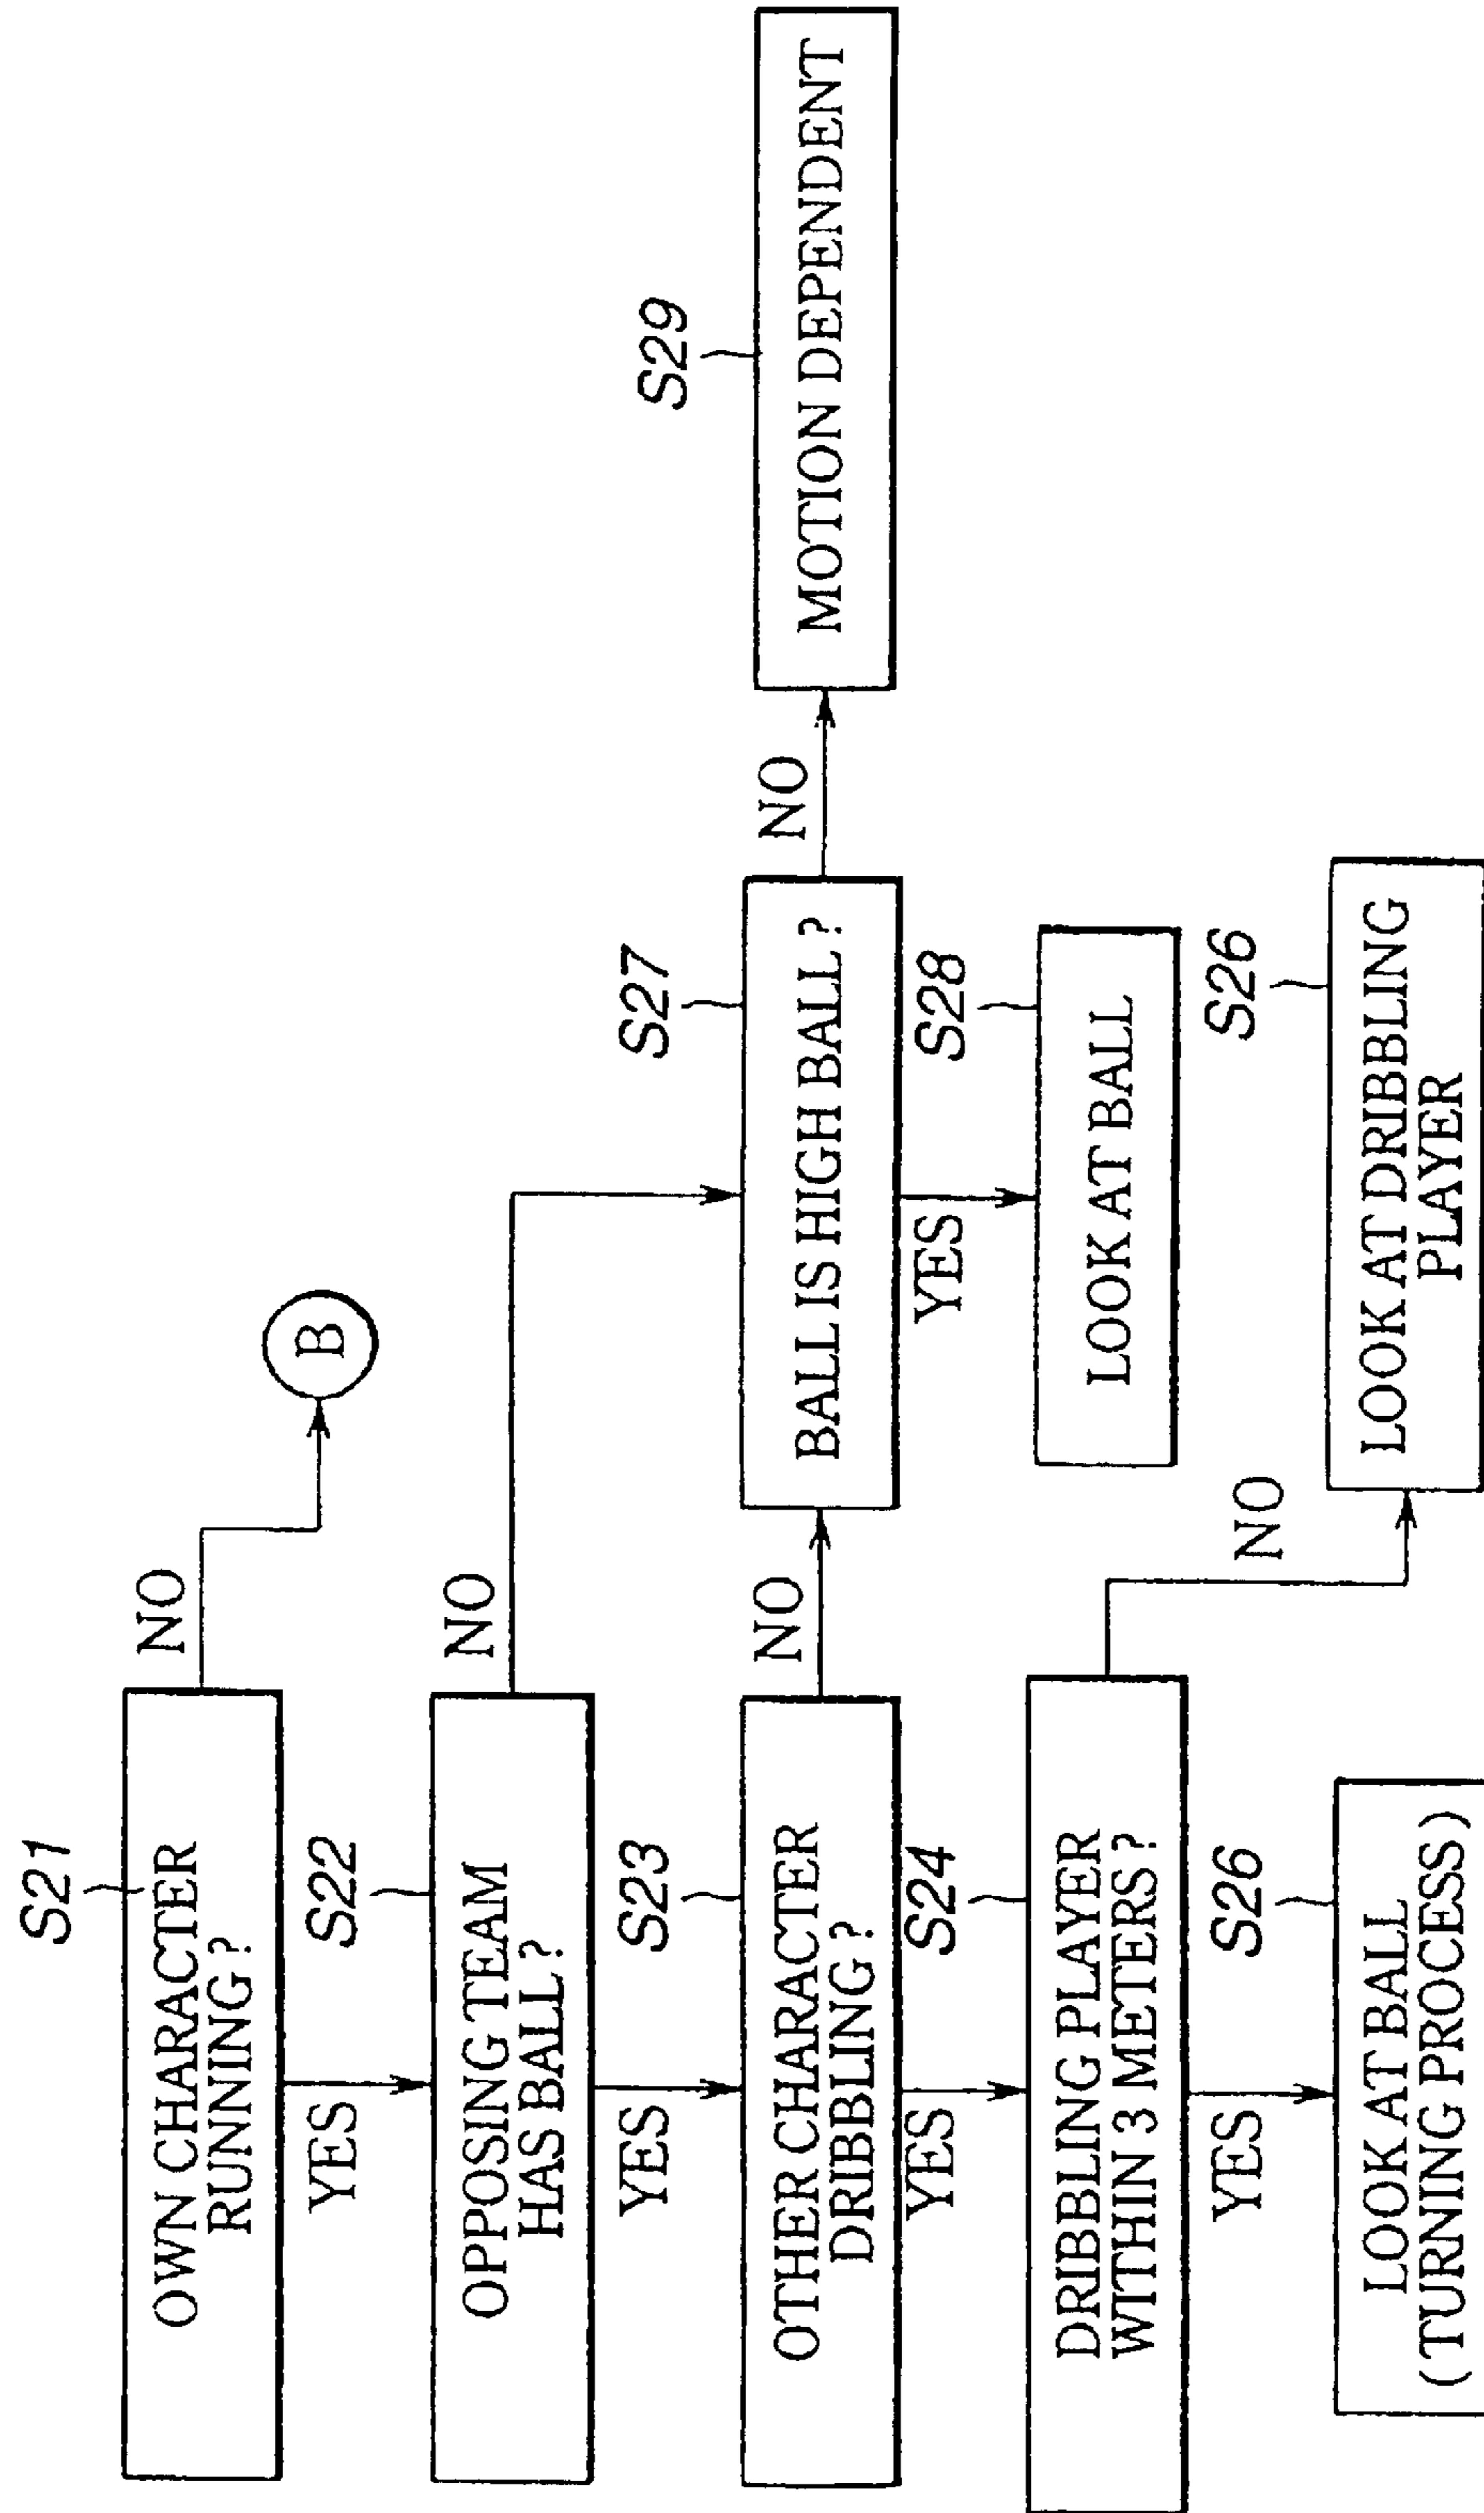 S21
OWN CHARACTER
RUNNING?
NO
B
YES
S22
OPPOSING TEAM
HAS BALL?
NO
YES
S23
OTHER CHARACTER
DRIBBLING?
NO
S27
BALL IS HIGH BALL?
NO
S29
MOTION DEPENDENT
YES
S28
LOOK AT BALL
YES
S24
DRIBBLING PLAYER
WITHIN 3 METERS?
NO
S26
LOOK AT DRIBBLING
PLAYER
YES
S26
LOOK AT BALL
(TURNING PROCESS)